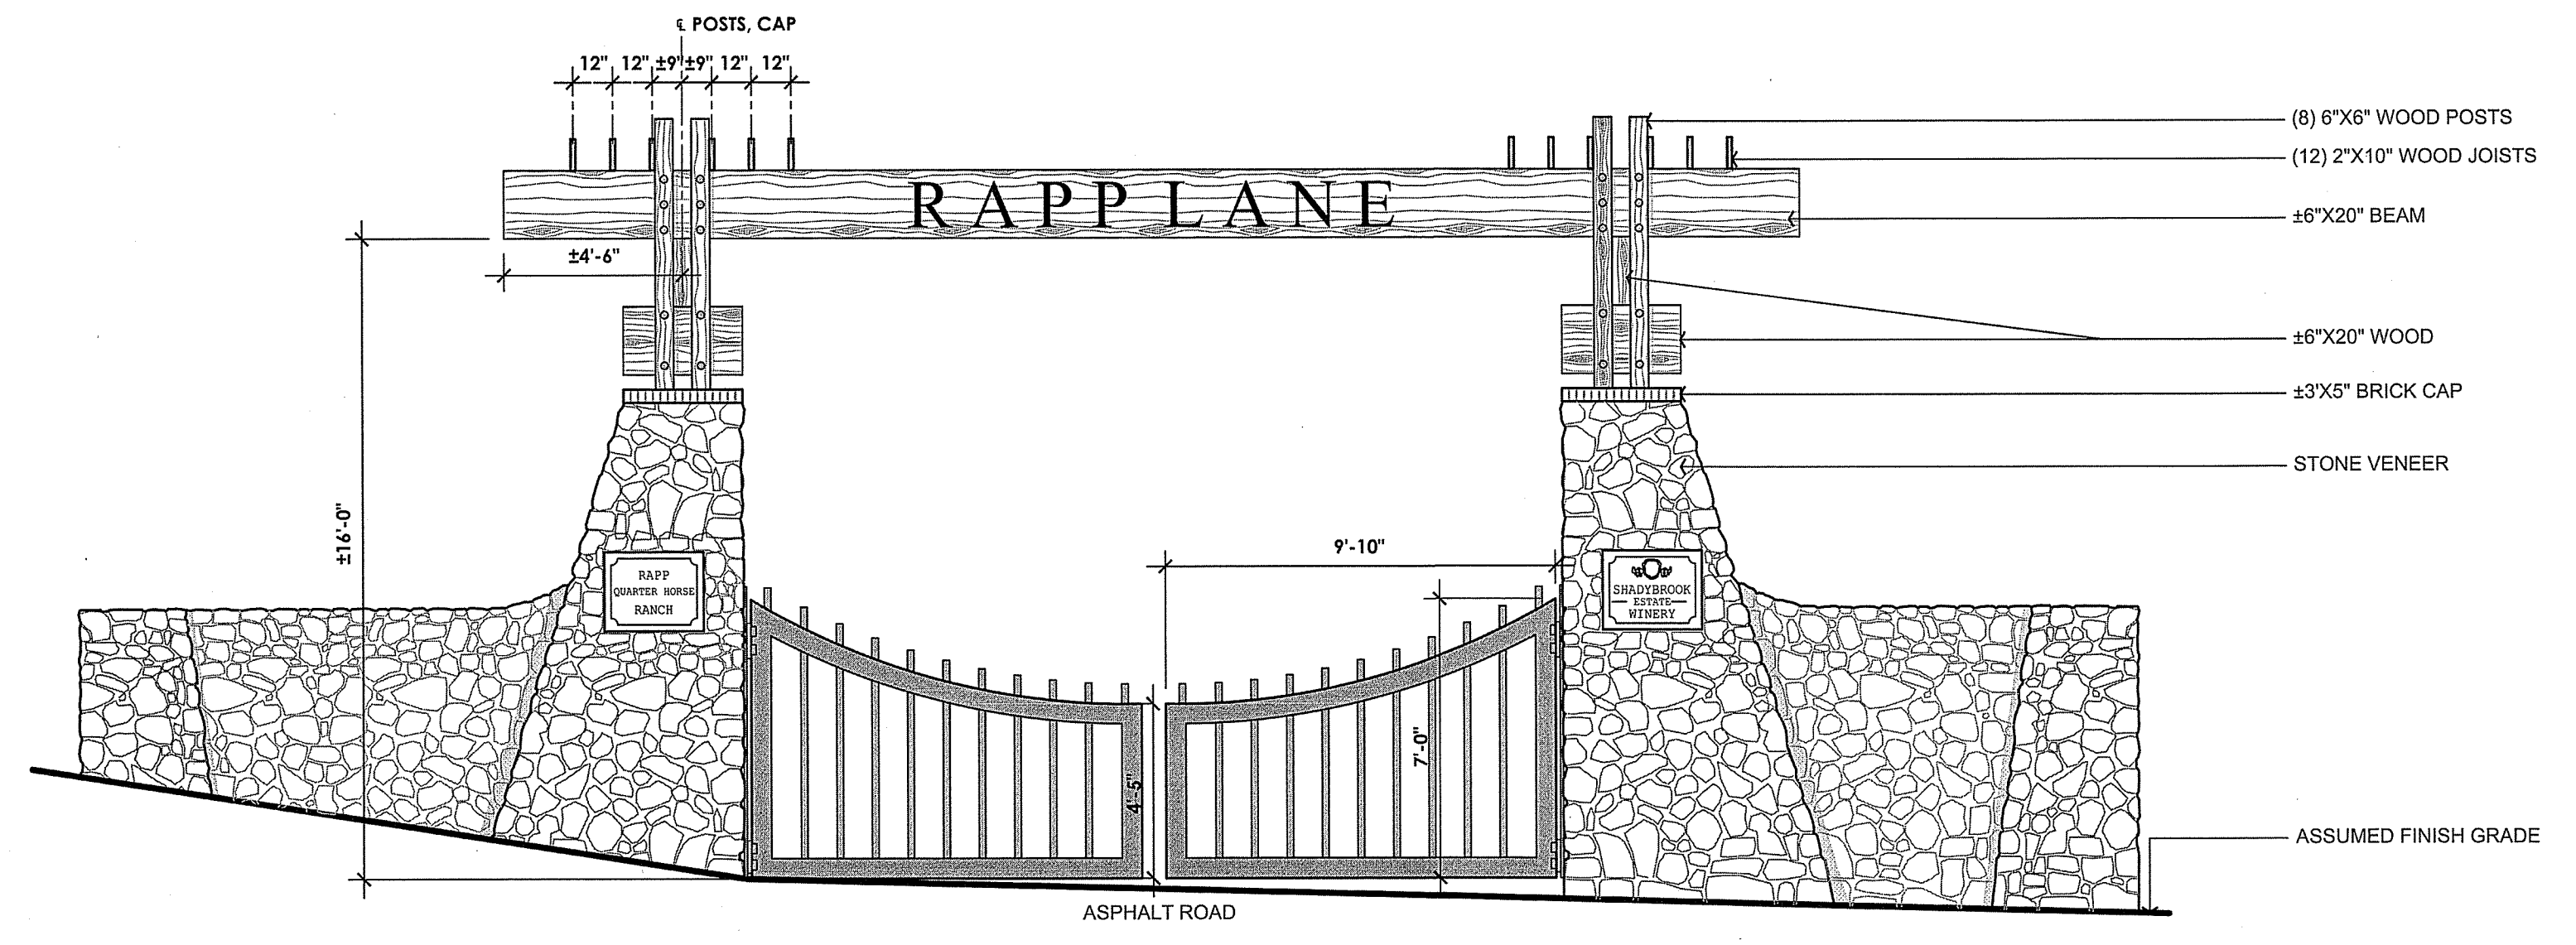 ℄ POSTS, CAP
12" 12" ±9" ±9" 12" 12"
(8) 6"X6" WOOD POSTS
(12) 2"X10" WOOD JOISTS
RAPP LANE
±6"X20" BEAM
±4'-6"
±6"X20" WOOD
±3'X5" BRICK CAP
STONE VENEER
±16'-0"
9'-10"
RAPP
QUARTER HORSE
RANCH
SHADYBROOK
ESTATE
WINERY
7'-0"
4'-5"
ASSUMED FINISH GRADE
ASPHALT ROAD